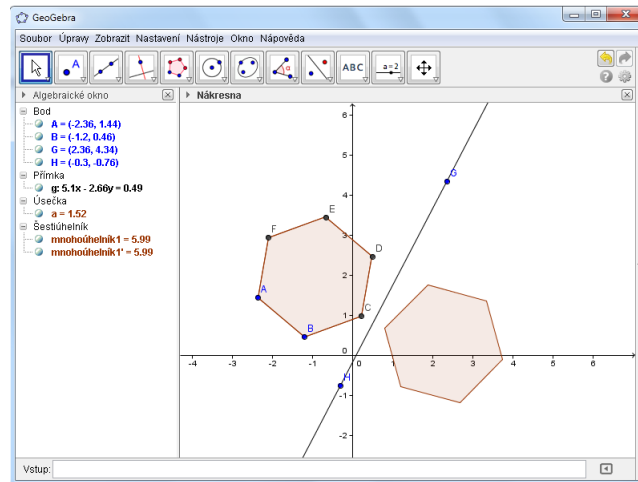 GeoGebra
Soubor Úpravy Zobrazit Nastavení Nástroje Okno Nápověda
A α ABC a=2
Algebraické okno
Nákresna
Bod
A = (-2.36, 1.44)
B = (-1.2, 0.46)
G = (2.36, 4.34)
H = (-0.3, -0.76)
Přímka
g: 5.1x - 2.66y = 0.49
Úsečka
a = 1.52
Šestiúhelník
mnohoúhelník1 = 5.99
mnohoúhelník1' = 5.99
6
5
G
4
E
F
3
D
2
A
C
1
B
0
-4 -3 -2 -1 0 1 2 3 4 5 6
H
-1
-2
Vstup: